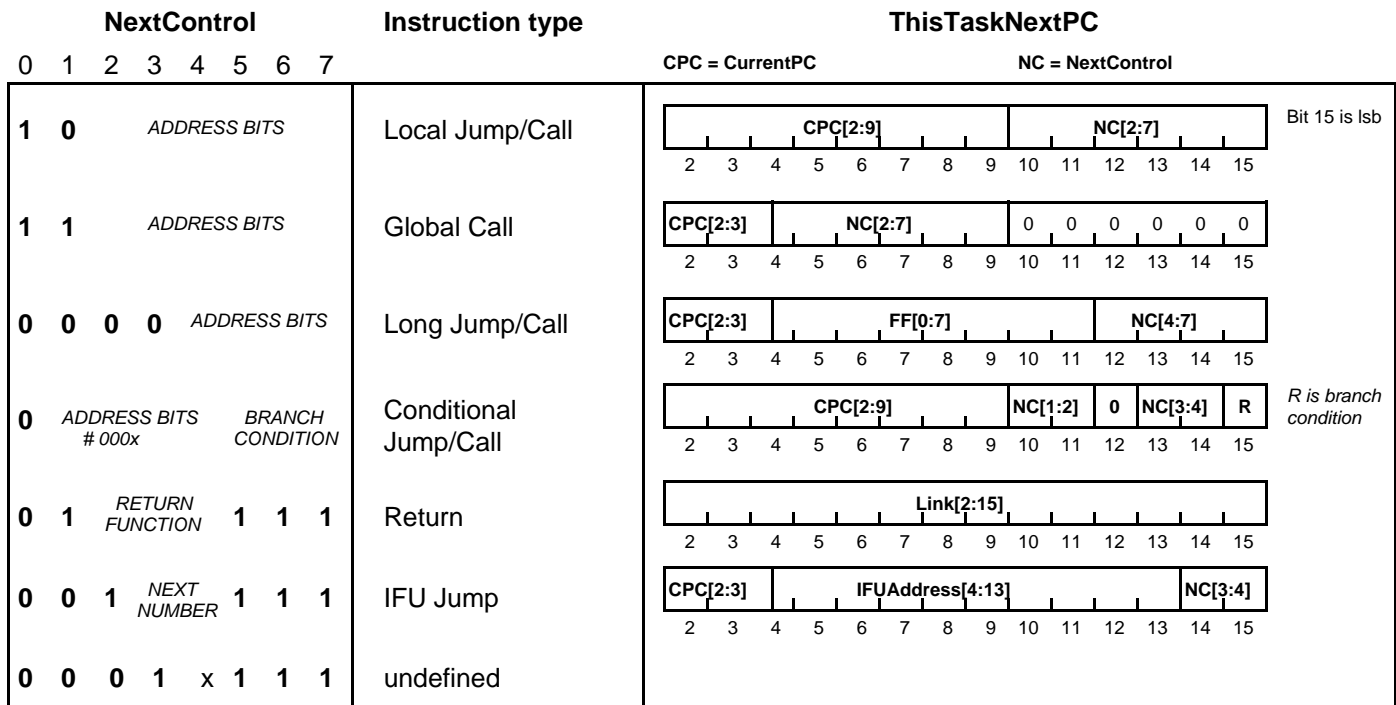 NextControl Instruction type ThisTaskNextPC
0 1 2 3 4 5 6 7 CPC = CurrentPC NC = NextControl
1 0 ADDRESS BITS Local Jump/Call CPC[2:9] NC[2:7] Bit 15 is lsb
2 3 4 5 6 7 8 9 10 11 12 13 14 15
1 1 ADDRESS BITS Global Call CPC[2:3] NC[2:7] 0 0 0 0 0 0
2 3 4 5 6 7 8 9 10 11 12 13 14 15
0 0 0 0 ADDRESS BITS Long Jump/Call CPC[2:3] FF[0:7] NC[4:7]
2 3 4 5 6 7 8 9 10 11 12 13 14 15
0 ADDRESS BITS BRANCH Conditional CPC[2:9] NC[1:2] 0 NC[3:4] R R is branch
# 000x CONDITION Jump/Call condition
2 3 4 5 6 7 8 9 10 11 12 13 14 15
0 1 RETURN FUNCTION 1 1 1 Return Link[2:15]
2 3 4 5 6 7 8 9 10 11 12 13 14 15
0 0 1 NEXT NUMBER 1 1 1 IFU Jump CPC[2:3] IFUAddress[4:13] NC[3:4]
2 3 4 5 6 7 8 9 10 11 12 13 14 15
0 0 0 1 x 1 1 1 undefined